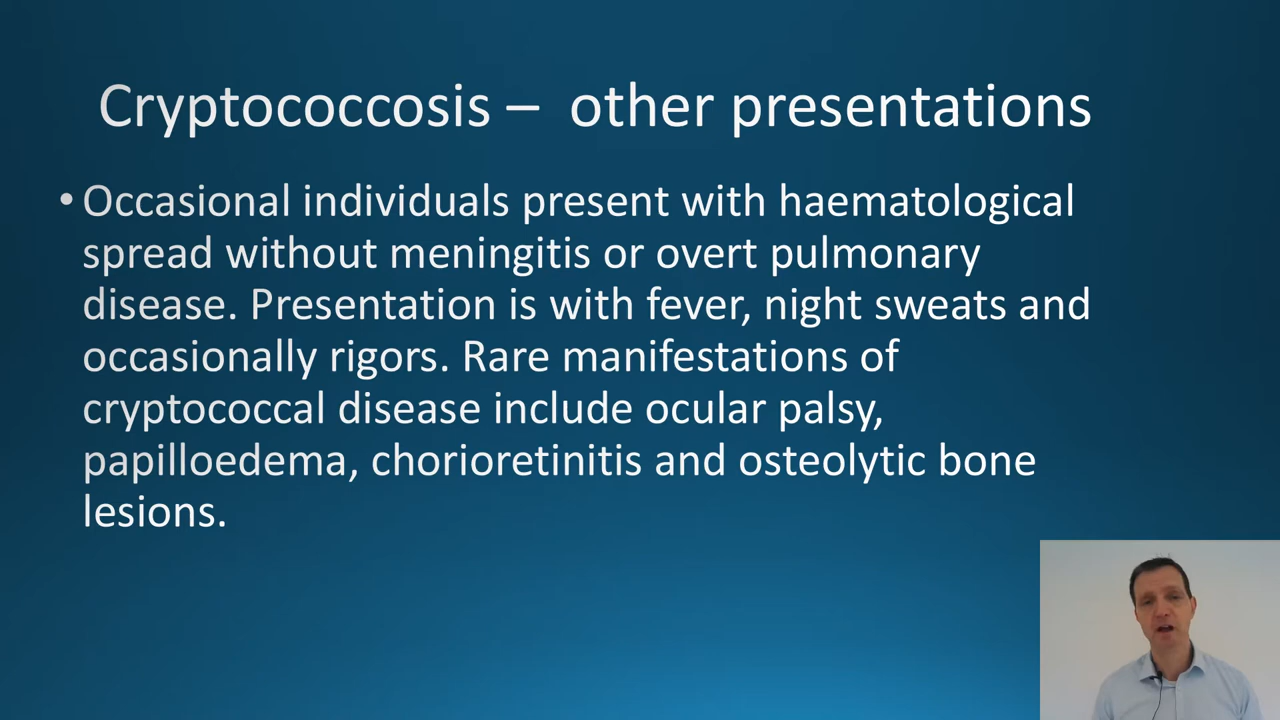 Cryptococcosis – other presentations
• Occasional individuals present with haematological
spread without meningitis or overt pulmonary
disease. Presentation is with fever, night sweats and
occasionally rigors. Rare manifestations of
cryptococcal disease include ocular palsy,
papilloedema, chorioretinitis and osteolytic bone
lesions.